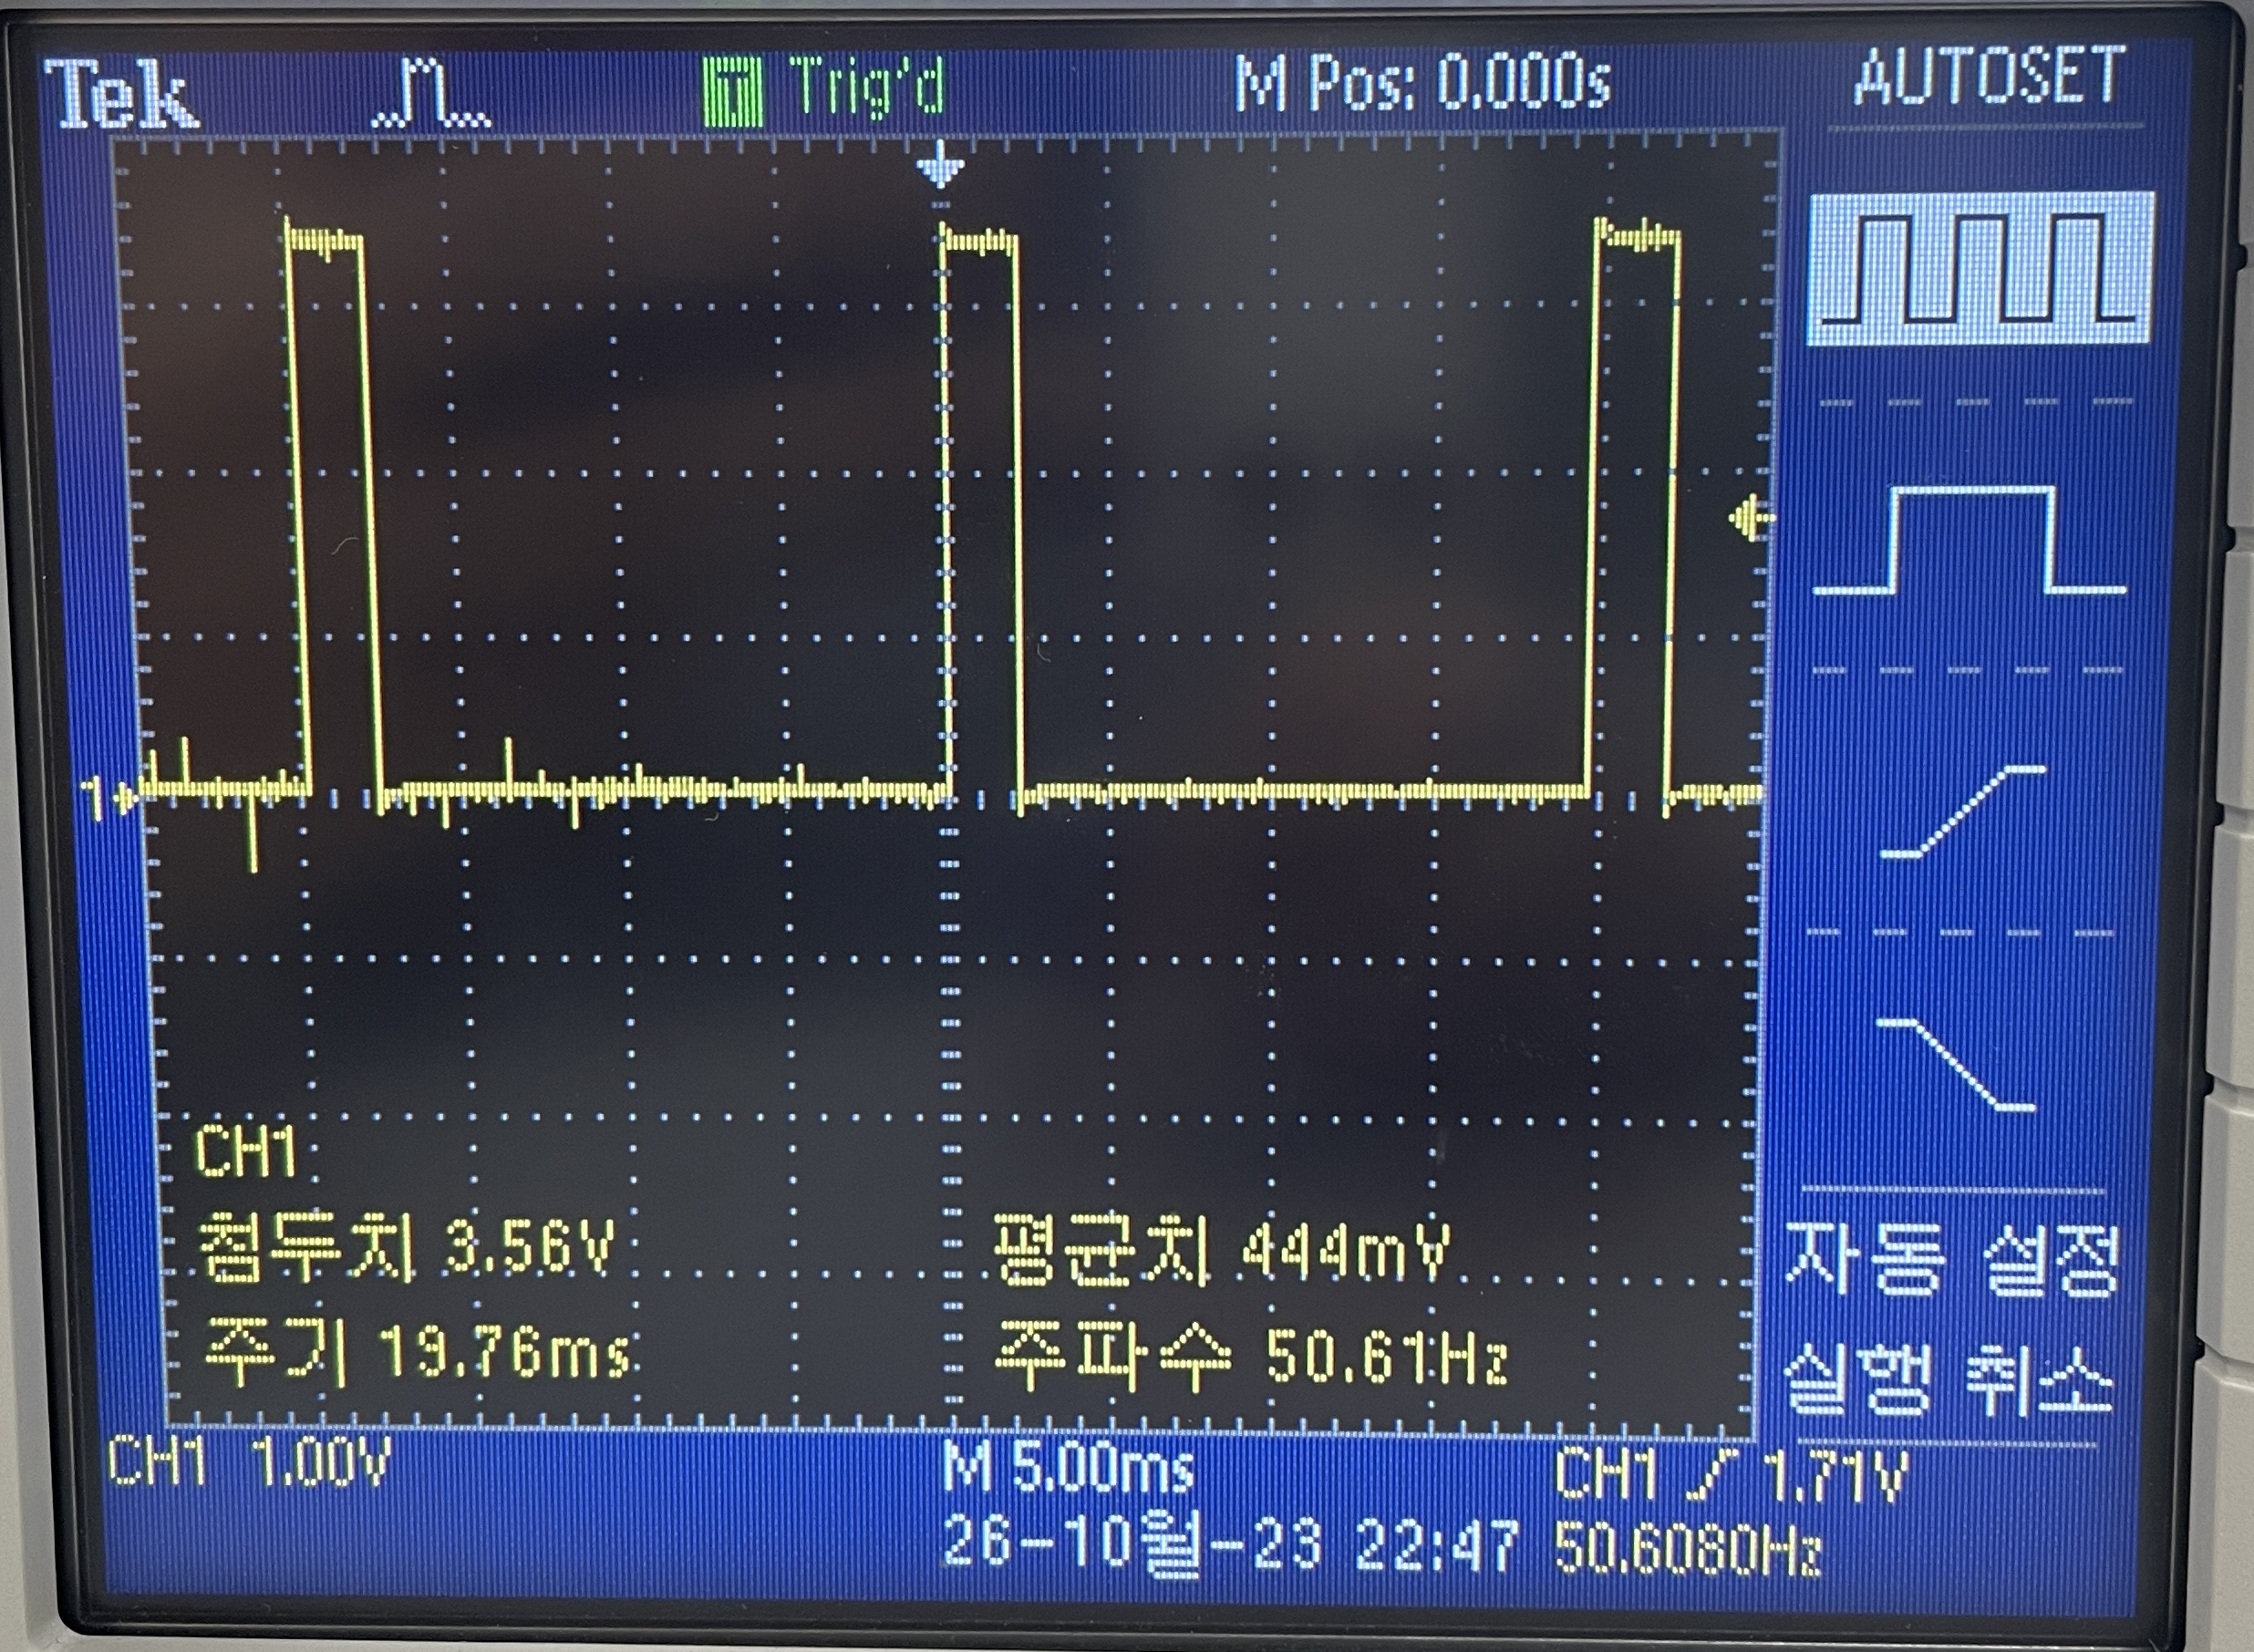 Tek T Trig'd M Pos: 0.000s AUTOSET
1
CH1
첨두치 3.56V 평균치 444mV
주기 19.76ms 주파수 50.61Hz
자동 설정
실행 취소
CH1 1.00V M 5.00ms CH1 1.71V
26-10월-23 22:47 50.6080Hz